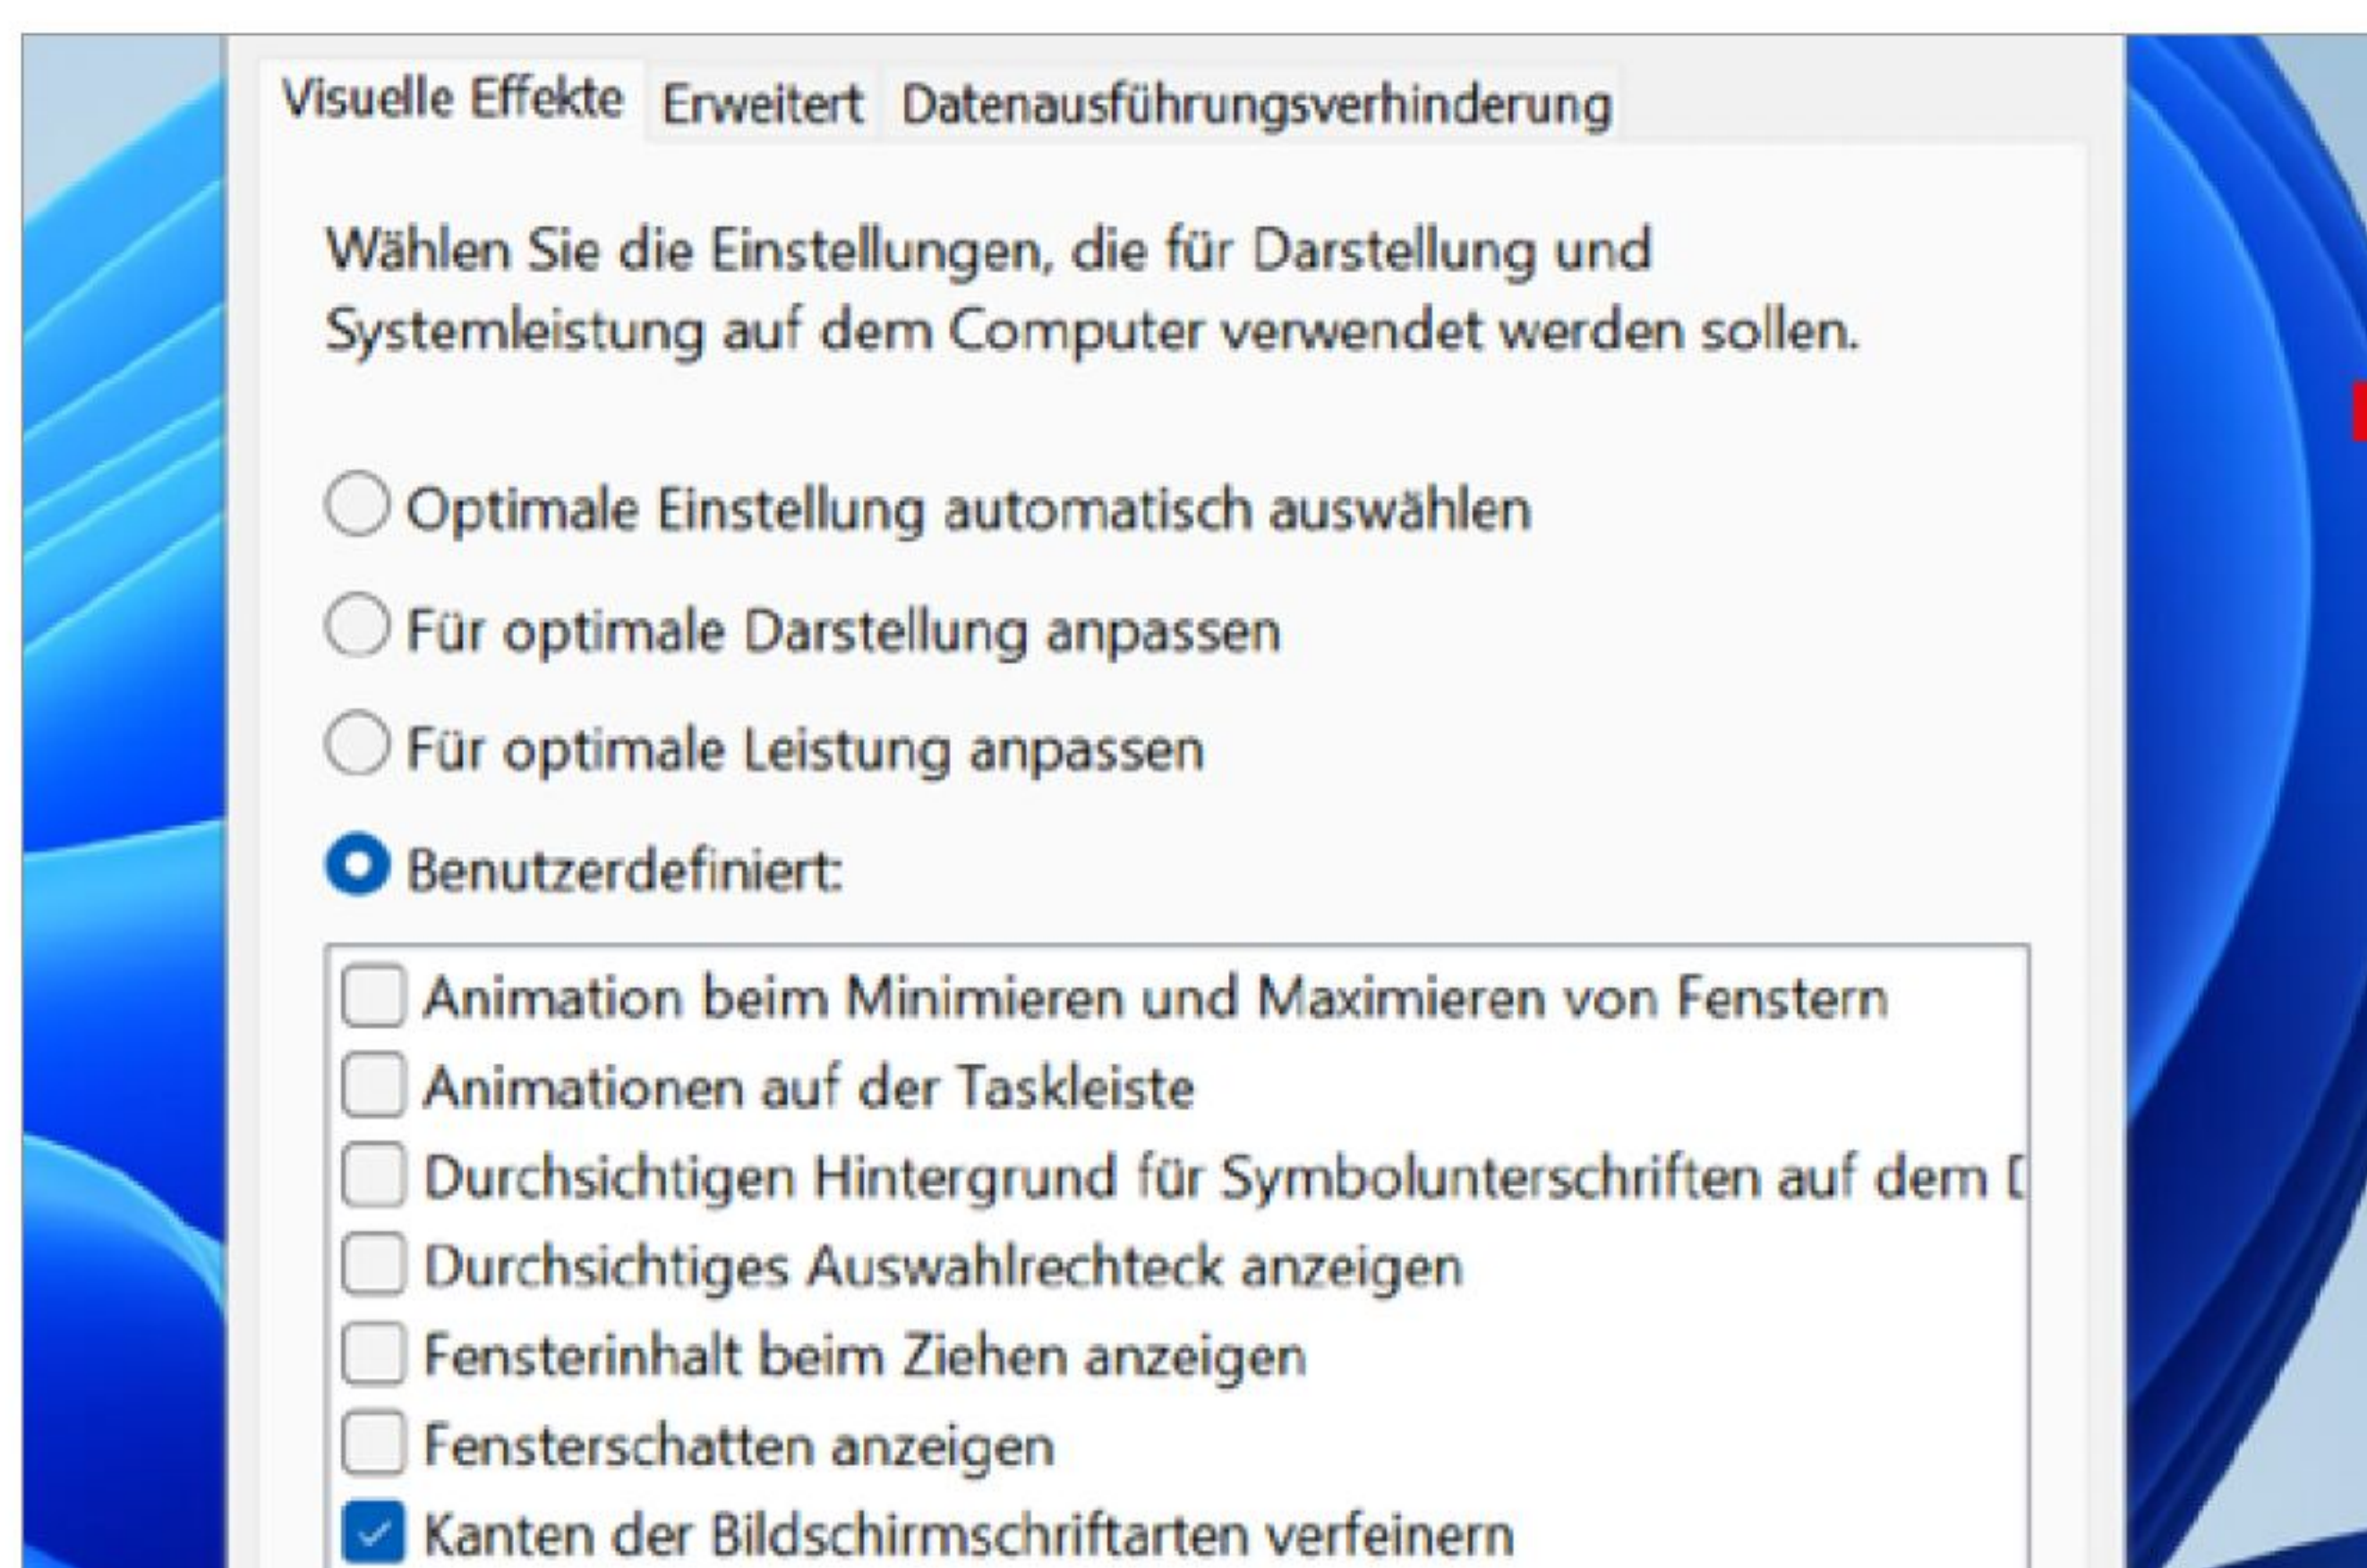 Visuelle Effekte Erweitert Datenausführungsverhinderung
Wählen Sie die Einstellungen, die für Darstellung und
Systemleistung auf dem Computer verwendet werden sollen.
Optimale Einstellung automatisch auswählen
Für optimale Darstellung anpassen
Für optimale Leistung anpassen
Benutzerdefiniert:
Animation beim Minimieren und Maximieren von Fenstern
Animationen auf der Taskleiste
Durchsichtigen Hintergrund für Symbolunterschriften auf dem
Durchsichtiges Auswahlrechteck anzeigen
Fensterinhalt beim Ziehen anzeigen
Fensterschatten anzeigen
Kanten der Bildschirmschriftarten verfeinern